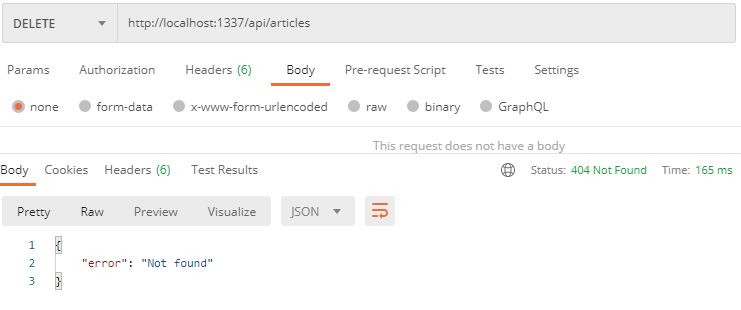 DELETE http://localhost:1337/api/articles
Params Authorization Headers (6) Body Pre-request Script Tests Settings
none form-data x-www-form-urlencoded raw binary GraphQL
This request does not have a body
Body Cookies Headers (6) Test Results Status: 404 Not Found Time: 165 ms
Pretty Raw Preview Visualize JSON
1 {
2 "error": "Not found"
3 }